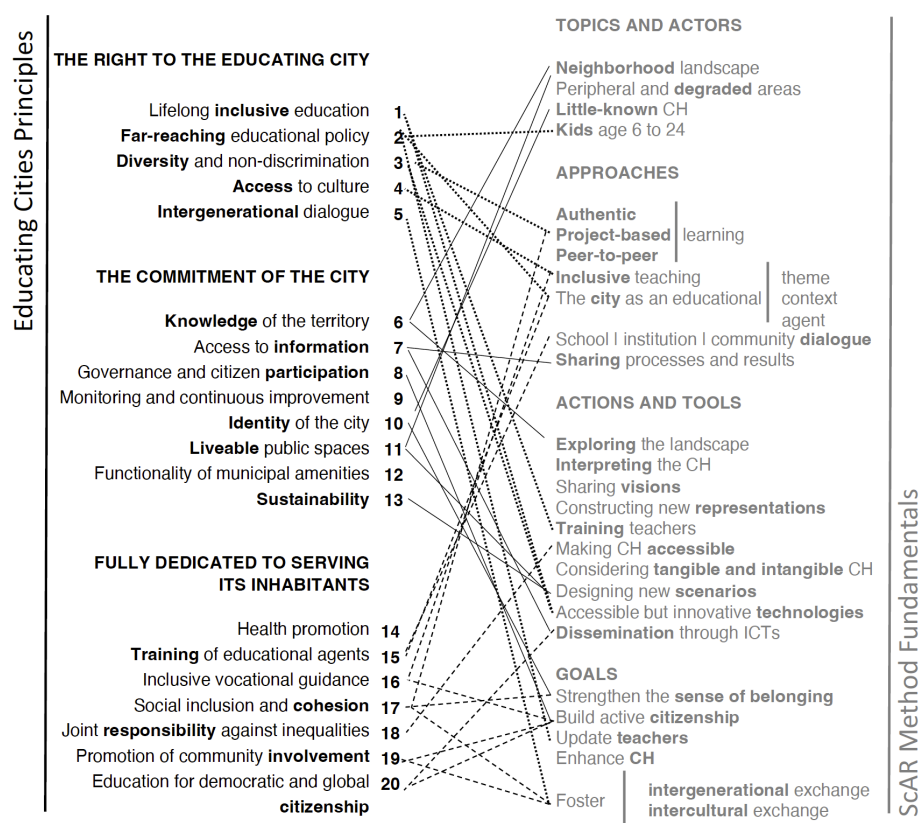 Educating Cities Principles
THE RIGHT TO THE EDUCATING CITY
Lifelong inclusive education 1
Far-reaching educational policy 2
Diversity and non-discrimination 3
Access to culture 4
Intergenerational dialogue 5
THE COMMITMENT OF THE CITY
Knowledge of the territory 6
Access to information 7
Governance and citizen participation 8
Monitoring and continuous improvement 9
Identity of the city 10
Liveable public spaces 11
Functionality of municipal amenities 12
Sustainability 13
FULLY DEDICATED TO SERVING
ITS INHABITANTS
Health promotion 14
Training of educational agents 15
Inclusive vocational guidance 16
Social inclusion and cohesion 17
Joint responsibility against inequalities 18
Promotion of community involvement 19
Education for democratic and global 20
citizenship
TOPICS AND ACTORS
Neighborhood landscape
Peripheral and degraded areas
Little-known CH
Kids age 6 to 24
APPROACHES
Authentic
Project-based learning
Peer-to-peer
Inclusive teaching theme
The city as an educational context
agent
School I institution I community dialogue
Sharing processes and results
ACTIONS AND TOOLS
Exploring the landscape
Interpreting the CH
Sharing visions
Constructing new representations
Training teachers
Making CH accessible
Considering tangible and intangible CH
Designing new scenarios
Accessible but innovative technologies
Dissemination through ICTs
GOALS
Strengthen the sense of belonging
Build active citizenship
Update teachers
Enhance CH
Foster intergenerational exchange
intercultural exchange
ScAR Method Fundamentals